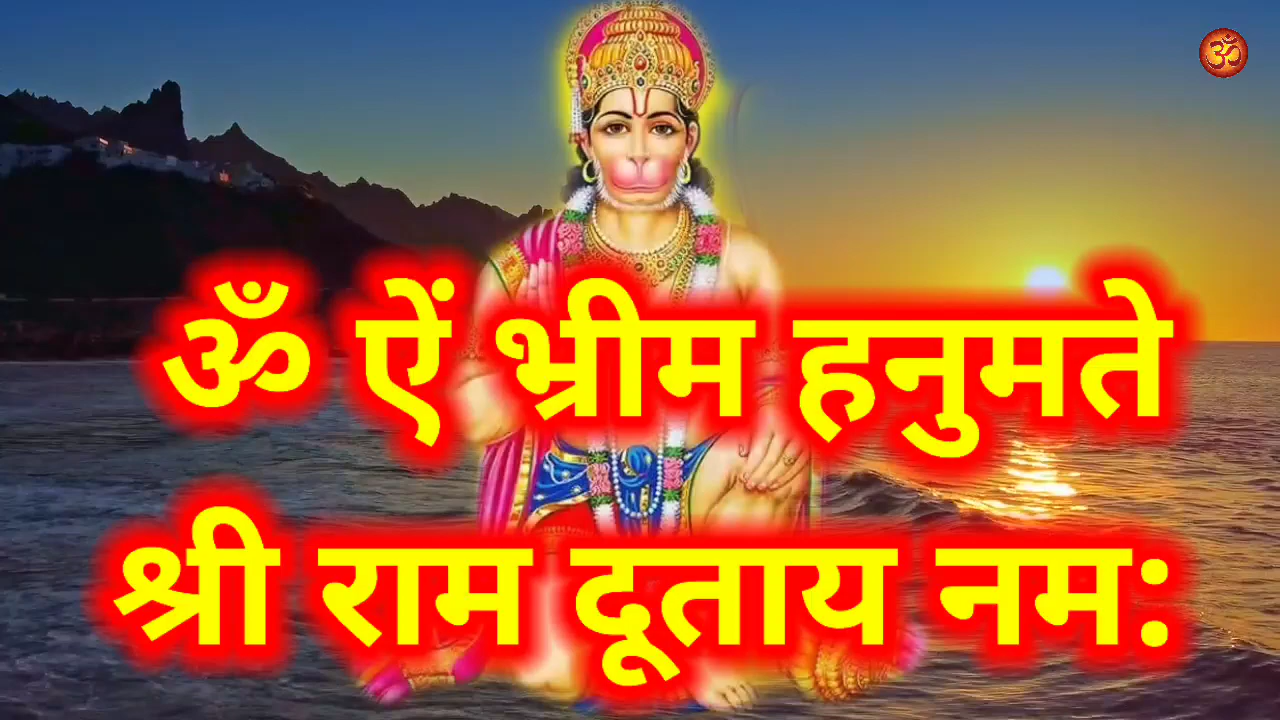 ॐ
ॐ ऐं भ्रीम हनुमते
श्री राम दूताय नम: